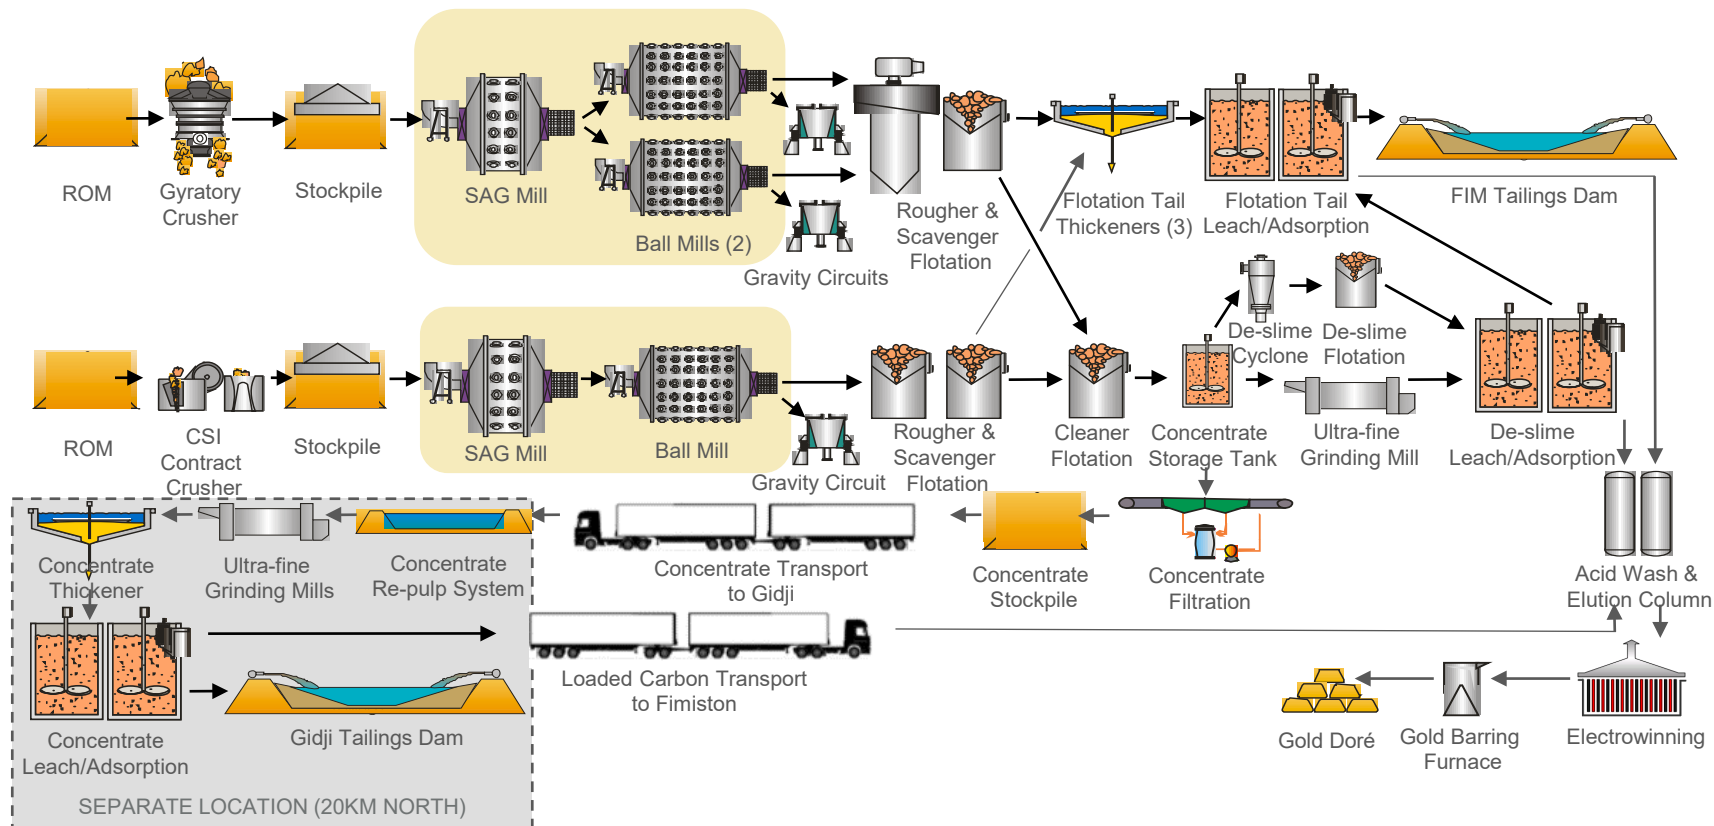 ROM
Gyratory
Crusher
Stockpile
SAG Mill
Ball Mills (2)
Gravity Circuits
Rougher &
Scavenger
Flotation
Flotation Tail
Thickeners (3)
Flotation Tail
Leach/Adsorption
FIM Tailings Dam
ROM
CSI
Contract
Crusher
Stockpile
SAG Mill
Ball Mill
Gravity Circuit
Rougher &
Scavenger
Flotation
Cleaner
Flotation
Concentrate
Storage Tank
De-slime
Cyclone
De-slime
Flotation
Ultra-fine
Grinding Mill
De-slime
Leach/Adsorption
Concentrate
Thickener
Ultra-fine
Grinding Mills
Concentrate
Re-pulp System
Concentrate Transport
to Gidji
Concentrate
Stockpile
Concentrate
Filtration
Acid Wash &
Elution Column
Concentrate
Leach/Adsorption
Gidji Tailings Dam
Loaded Carbon Transport
to Fimiston
Gold Doré
Gold Barring
Furnace
Electrowinning
SEPARATE LOCATION (20KM NORTH)